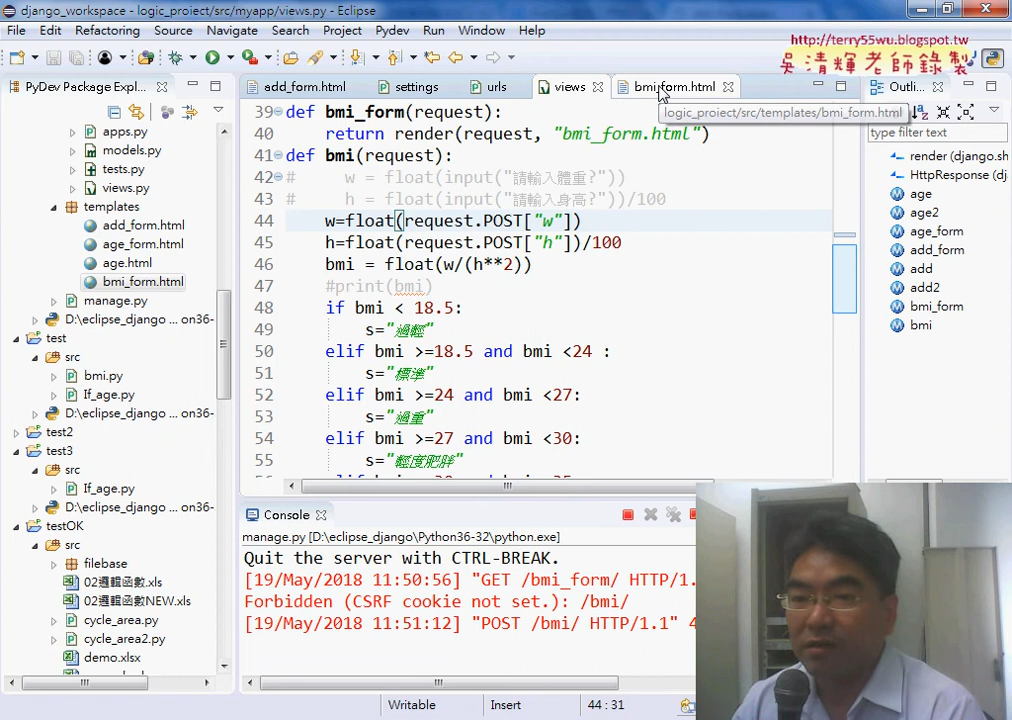 django_workspace - logic_proiect/src/myapp/views.py - Eclipse
File Edit Refactoring Source Navigate Search Project Pydev Run Window Help
http://terry55wu.blogspot.tw
吳清輝老師錄製
PyDev Package Expl...
add_form.html settings urls views bmi_form.html
Outli...
logic_proiect/src/templates/bmi_form.html
type filter text
apps.py
models.py
tests.py
views.py
templates
add_form.html
age_form.html
age.html
bmi_form.html
manage.py
D:\eclipse_django ... on36-
test
src
bmi.py
If_age.py
D:\eclipse_django ... on36-
test2
test3
src
If_age.py
D:\eclipse_django ... on36-
testOK
src
filebase
02邏輯函數.xls
02邏輯函數NEW.xls
cycle_area.py
cycle_area2.py
demo.xlsx
39 def bmi_form(request):
40 return render(request, "bmi_form.html")
41 def bmi(request):
42 # w = float(input("請輸入體重?"))
43 # h = float(input("請輸入身高?"))/100
44 w=float(request.POST["w"])
45 h=float(request.POST["h"])/100
46 bmi = float(w/(h**2))
47 #print(bmi)
48 if bmi < 18.5:
49 s="過輕"
50 elif bmi >=18.5 and bmi <24 :
51 s="標準"
52 elif bmi >=24 and bmi <27:
53 s="過重"
54 elif bmi >=27 and bmi <30:
55 s="輕度肥胖"
render (django.sh
HttpResponse (dj
age
age2
age_form
add_form
add
add2
bmi_form
bmi
Console
manage.py [D:\eclipse_django\Python36-32\python.exe]
Quit the server with CTRL-BREAK.
[19/May/2018 11:50:56] "GET /bmi_form/ HTTP/1.
Forbidden (CSRF cookie not set.): /bmi/
[19/May/2018 11:51:12] "POST /bmi/ HTTP/1.1" 4
Writable Insert 44 : 31